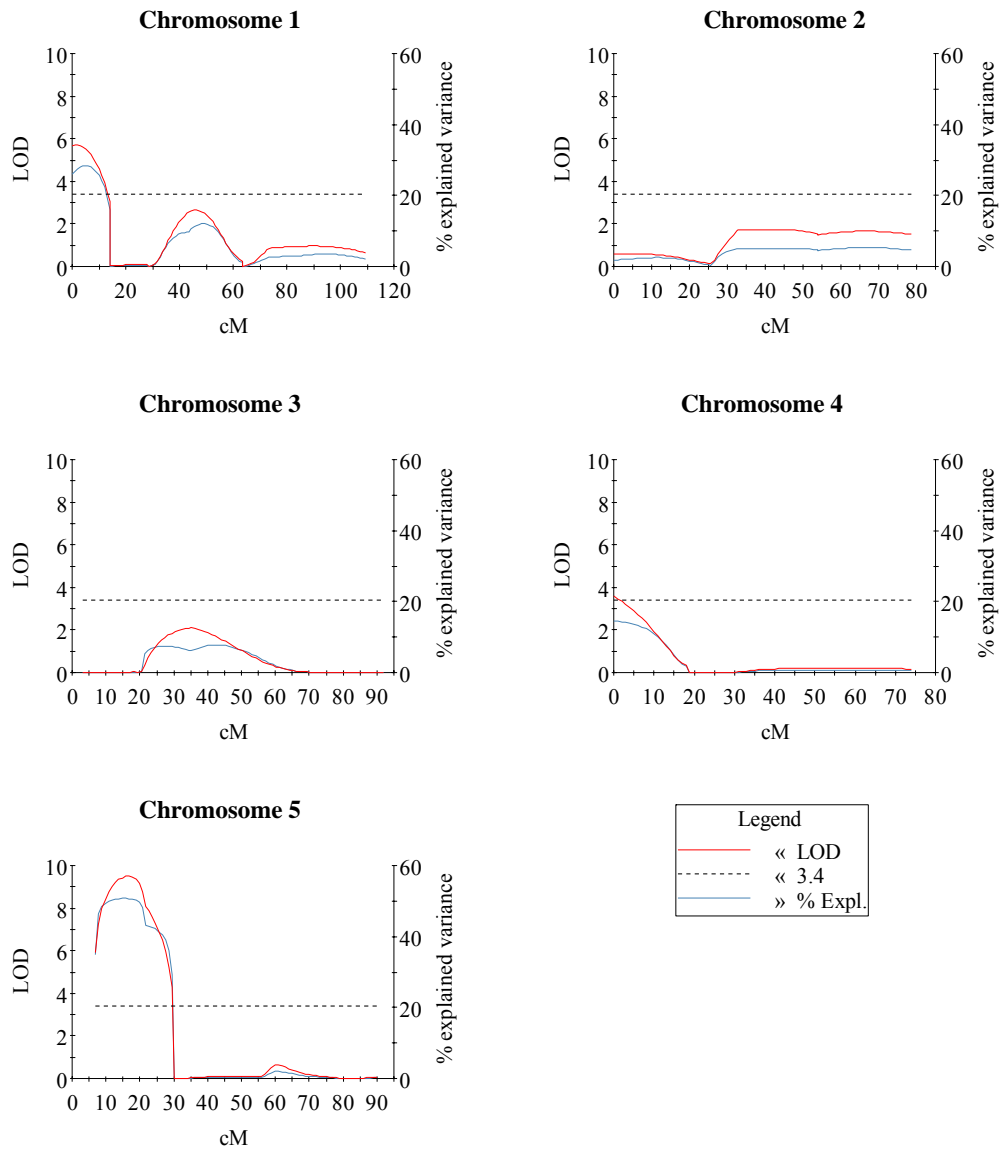 Chromosome 1
10
8
6
4
2
0
LOD
60
40
20
0
% explained variance
0 20 40 60 80 100 120
cM
Chromosome 2
10
8
6
4
2
0
LOD
60
40
20
0
% explained variance
0 10 20 30 40 50 60 70 80
cM
Chromosome 3
10
8
6
4
2
0
LOD
60
40
20
0
% explained variance
0 10 20 30 40 50 60 70 80 90
cM
Chromosome 4
10
8
6
4
2
0
LOD
60
40
20
0
% explained variance
0 10 20 30 40 50 60 70 80
cM
Chromosome 5
10
8
6
4
2
0
LOD
60
40
20
0
% explained variance
0 10 20 30 40 50 60 70 80 90
cM
Legend
« LOD
« 3.4
» % Expl.